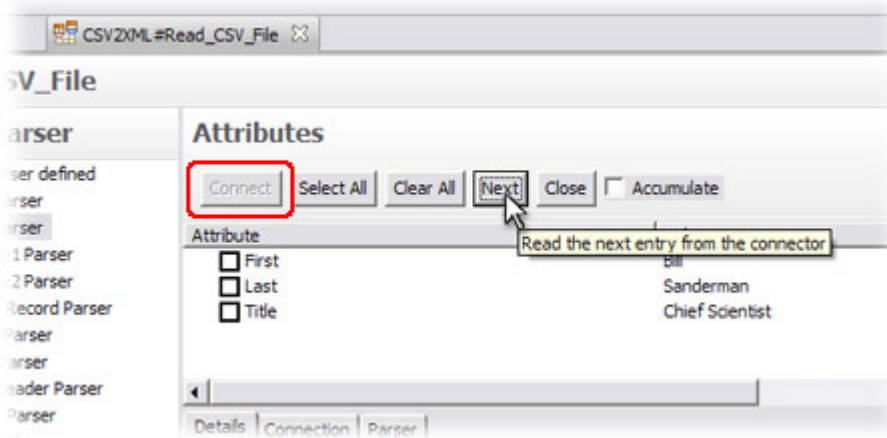 CSV2XML#Read_CSV_File
SV_File
arser
Attributes
ser defined
Connect Select All Clear All Next Close Accumulate
arser
arser
Attribute
Read the next entry from the connector
1 Parser
First Bill
2 Parser
Last Sanderman
Record Parser
Title Chief Scientist
Parser
arser
eader Parser
Parser
Details Connection Parser